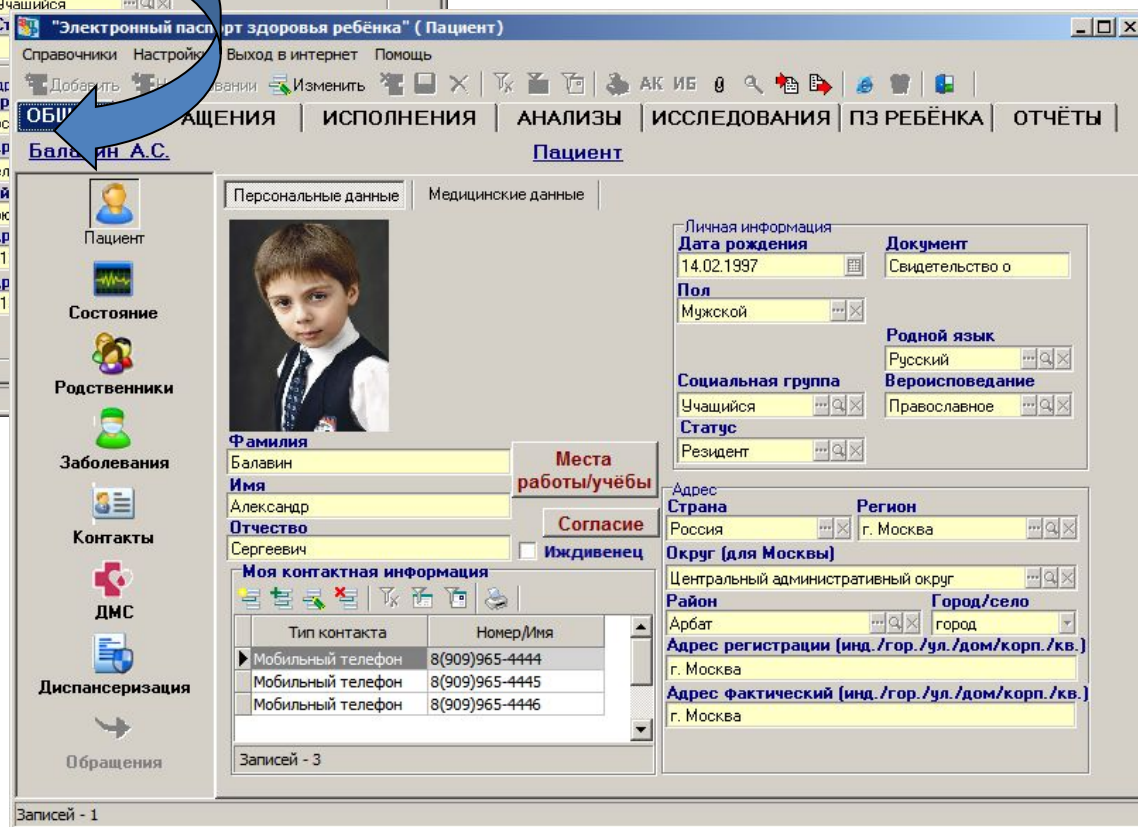 Учащийся
"Электронный паспорт здоровья ребёнка" ( Пациент)
Справочники Настройки Выход в интернет Помощь
Добавить Изменить АК ИБ
АЩЕНИЯ ИСПОЛНЕНИЯ АНАЛИЗЫ ИССЛЕДОВАНИЯ ПЗ РЕБЁНКА ОТЧЁТЫ
Балавин А.С. Пациент
Пациент
Состояние
Родственники
Заболевания
Контакты
ДМС
Диспансеризация
Обращения
Персональные данные Медицинские данные
Фамилия
Балавин
Имя
Александр
Отчество
Сергеевич
Места
работы/учёбы
Согласие
Иждивенец
Моя контактная информация
Тип контакта Номер/Имя
Мобильный телефон 8(909)965-4444
Мобильный телефон 8(909)965-4445
Мобильный телефон 8(909)965-4446
Записей - 3
Личная информация
Дата рождения Документ
14.02.1997 Свидетельство о
Пол
Мужской
Родной язык
Русский
Социальная группа Вероисповедание
Учащийся Православное
Статус
Резидент
Адрес
Страна Регион
Россия г. Москва
Округ (для Москвы)
Центральный административный округ
Район Город/село
Арбат город
Адрес регистрации (инд./гор./ул./дом/корп./кв.)
г. Москва
Адрес фактический (инд./гор./ул./дом/корп./кв.)
г. Москва
Записей - 1